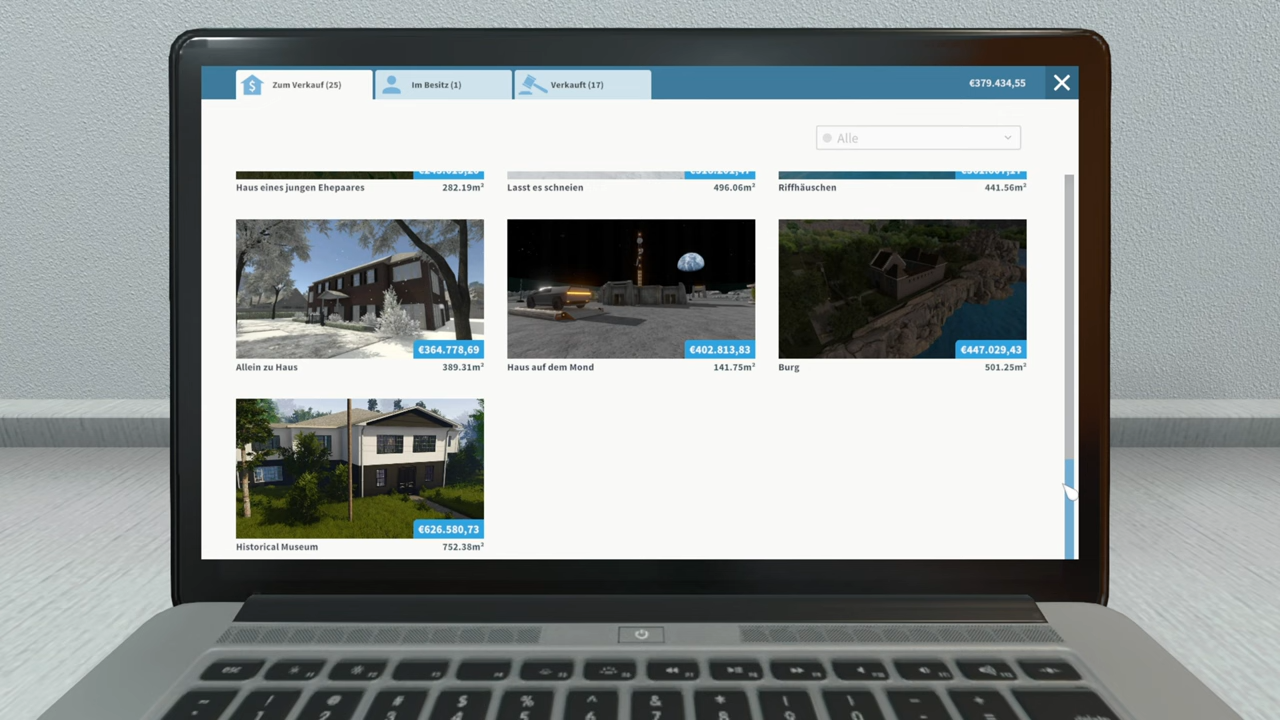 Zum Verkauf (25)
Im Besitz (1)
Verkauft (17)
€379.434,55
Alle
Haus eines jungen Ehepaares
282.19m²
Lasst es schneien
496.06m²
Riffhäuschen
441.56m²
€364.778,69
Allein zu Haus
389.31m²
€402.813,83
Haus auf dem Mond
141.75m²
€447.029,43
Burg
501.25m²
€626.580,73
Historical Museum
752.38m²
esc